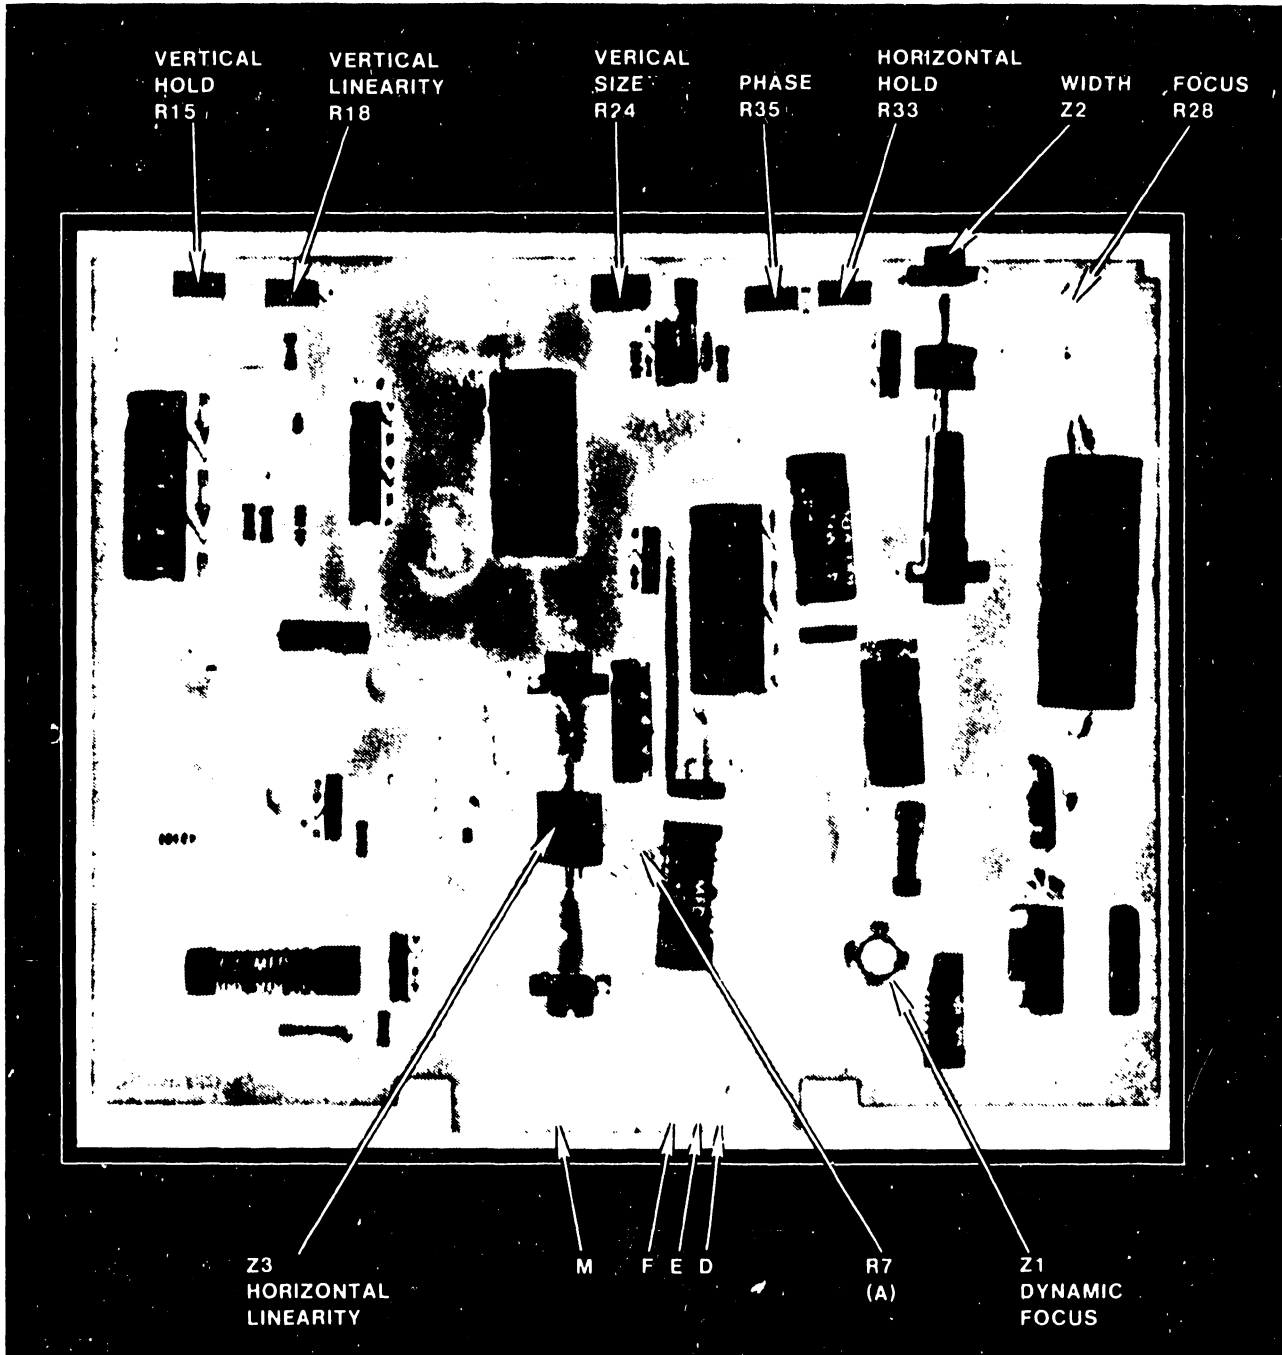 VERTICAL
HOLD
R15
VERTICAL
LINEARITY
R18
VERICAL
SIZE
R24
PHASE
R35
HORIZONTAL
HOLD
R33
WIDTH
Z2
FOCUS
R28
MFD
Z3
HORIZONTAL
LINEARITY
M
F
E
D
R7
(A)
Z1
DYNAMIC
FOCUS